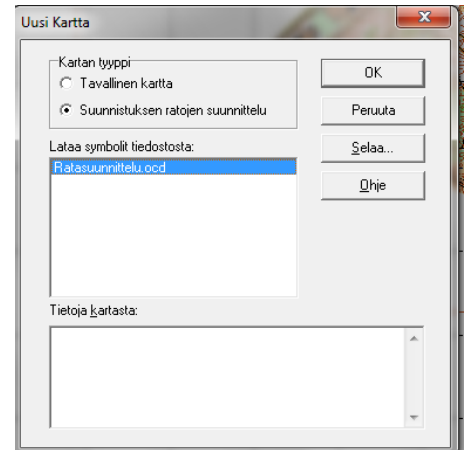 Uusi Kartta
Kartan tyyppi
Tavallinen kartta
Suunnistuksen ratojen suunnittelu
OK
Peruuta
Lataa symbolit tiedostosta:
Selaa...
Ratasuunnittelu.ocd
Ohje
Tietoja kartasta: